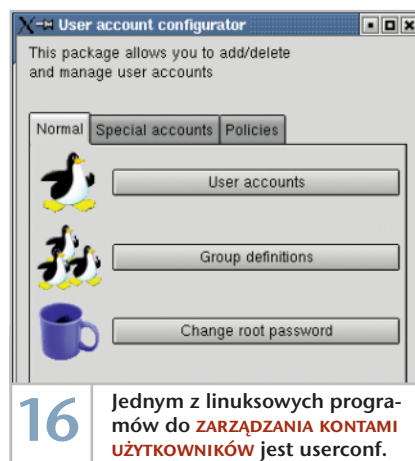 User account configurator
This package allows you to add/delete
and manage user accounts
Normal Special accounts Policies
User accounts
Group definitions
Change root password
16
Jednym z linuksowych progra-
mów do ZARZĄDZANIA KONTAMI
UŻYTKOWNIKÓW jest userconf.